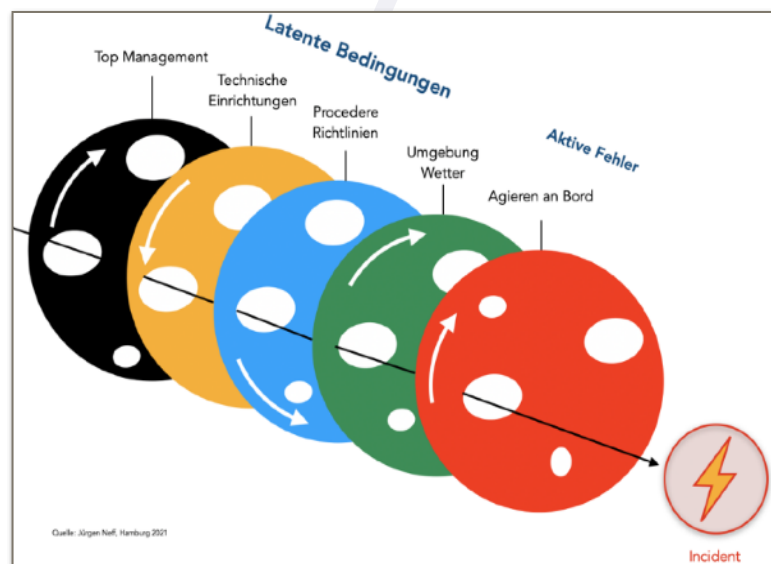 Latente Bedingungen
Top Management
Technische
Einrichtungen
Procedere
Richtlinien
Umgebung
Wetter
Aktive Fehler
Agieren an Bord
Quelle: Jürgen Neff, Hamburg 2021
Incident